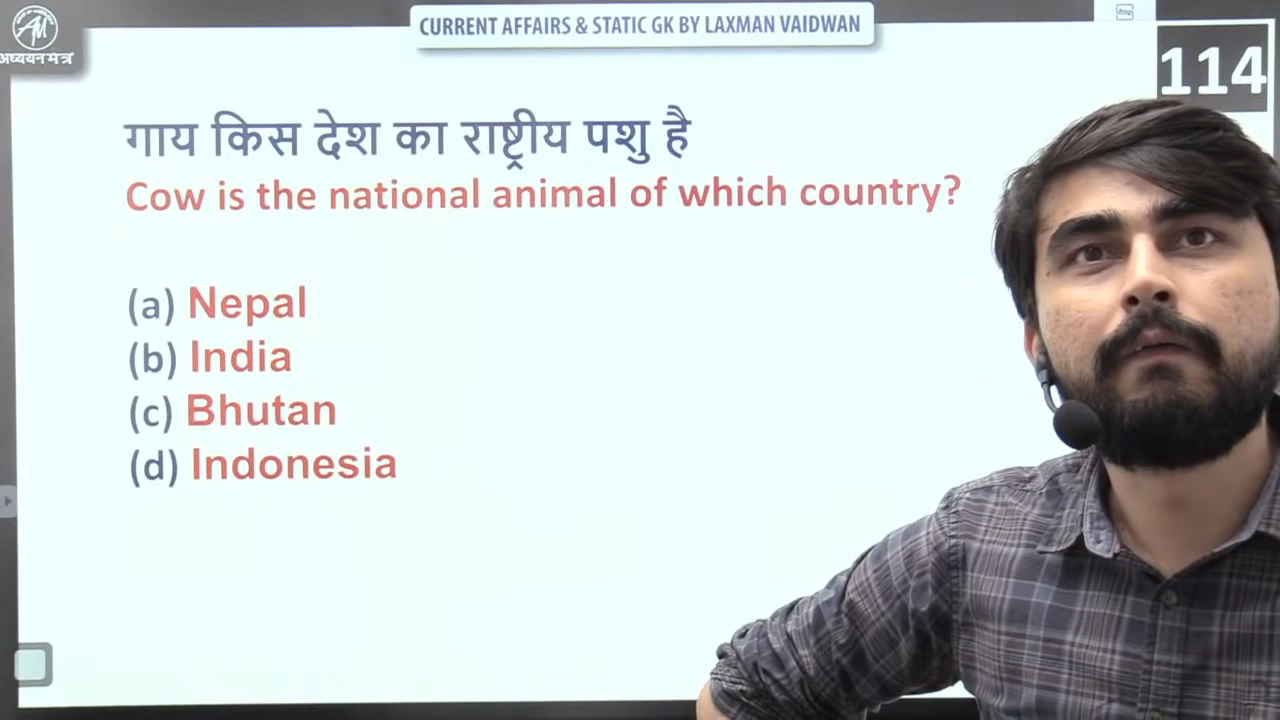 CURRENT AFFAIRS & STATIC GK BY LAXMAN VAIDWAN
114
अध्ययन मंत्र
गाय किस देश का राष्ट्रीय पशु है
Cow is the national animal of which country?
(a) Nepal
(b) India
(c) Bhutan
(d) Indonesia